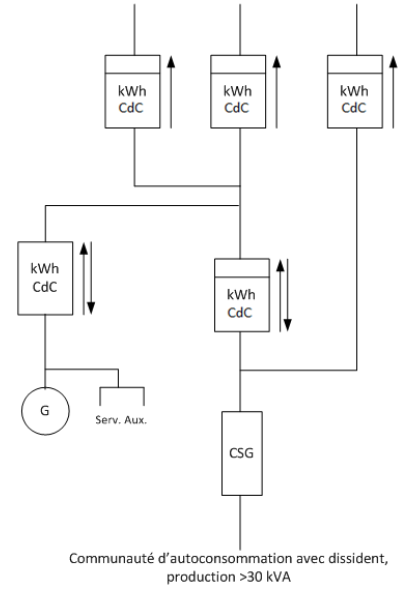 kWh
CdC
kWh
CdC
kWh
CdC
kWh
CdC
kWh
CdC
G
Serv. Aux.
CSG
Communauté d'autoconsommation avec dissident,
production >30 kVA